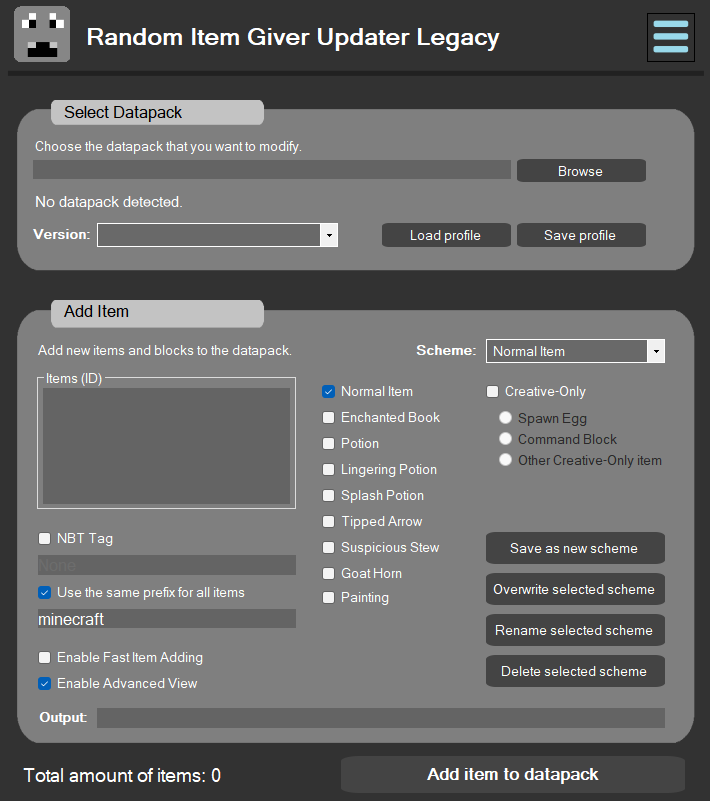 Random Item Giver Updater Legacy
Select Datapack
Choose the datapack that you want to modify.
Browse
No datapack detected.
Version:
Load profile
Save profile
Add Item
Add new items and blocks to the datapack.
Scheme:
Normal Item
Items (ID)
Normal Item
Enchanted Book
Potion
Lingering Potion
Splash Potion
Tipped Arrow
Suspicious Stew
Goat Horn
Painting
Creative-Only
Spawn Egg
Command Block
Other Creative-Only item
NBT Tag
None
Use the same prefix for all items
minecraft
Enable Fast Item Adding
Enable Advanced View
Save as new scheme
Overwrite selected scheme
Rename selected scheme
Delete selected scheme
Output:
Total amount of items: 0
Add item to datapack